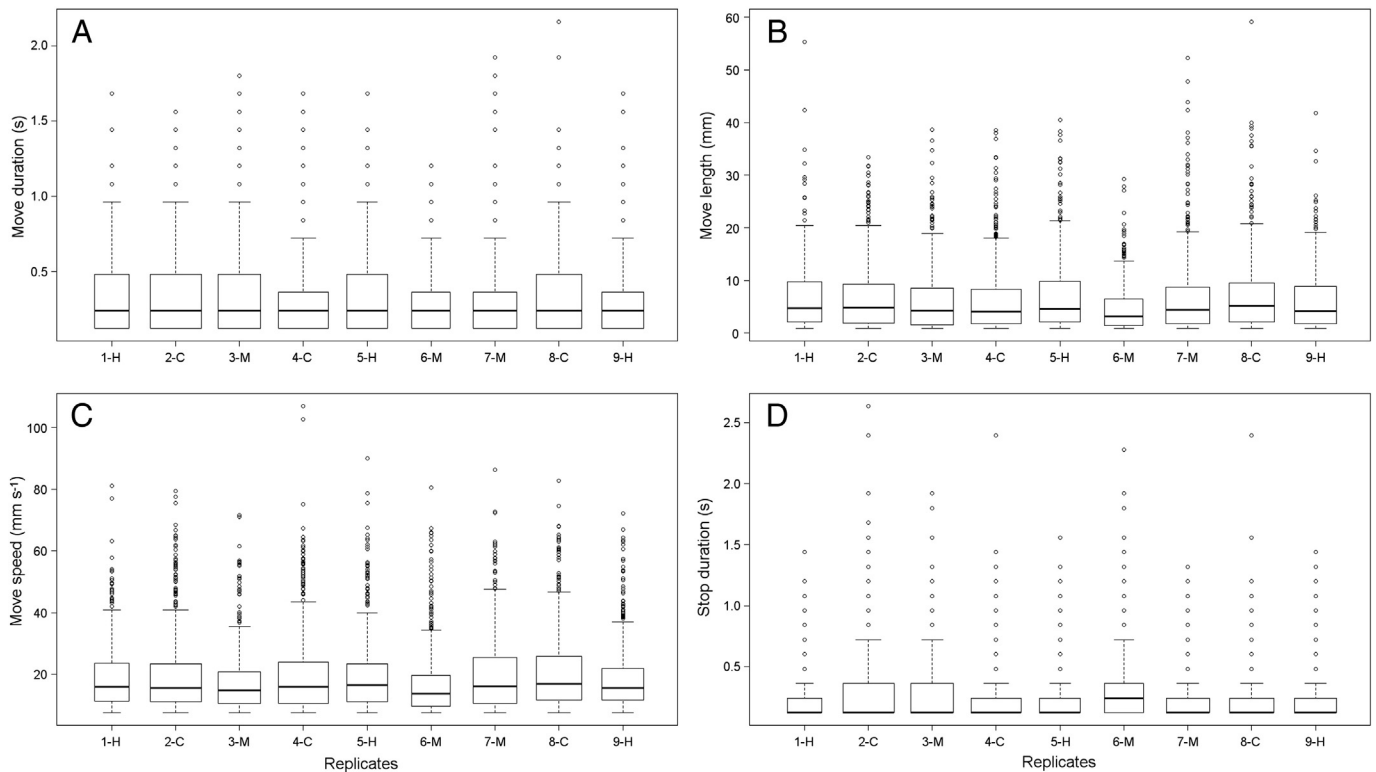 A
Move duration (s)
2.0
1.5
1.0
0.5
1-H 2-C 3-M 4-C 5-H 6-M 7-M 8-C 9-H
B
Move length (mm)
60
50
40
30
20
10
0
1-H 2-C 3-M 4-C 5-H 6-M 7-M 8-C 9-H
C
Move speed (mm s-1)
100
80
60
40
20
1-H 2-C 3-M 4-C 5-H 6-M 7-M 8-C 9-H
Replicates
D
Stop duration (s)
2.5
2.0
1.5
1.0
0.5
1-H 2-C 3-M 4-C 5-H 6-M 7-M 8-C 9-H
Replicates